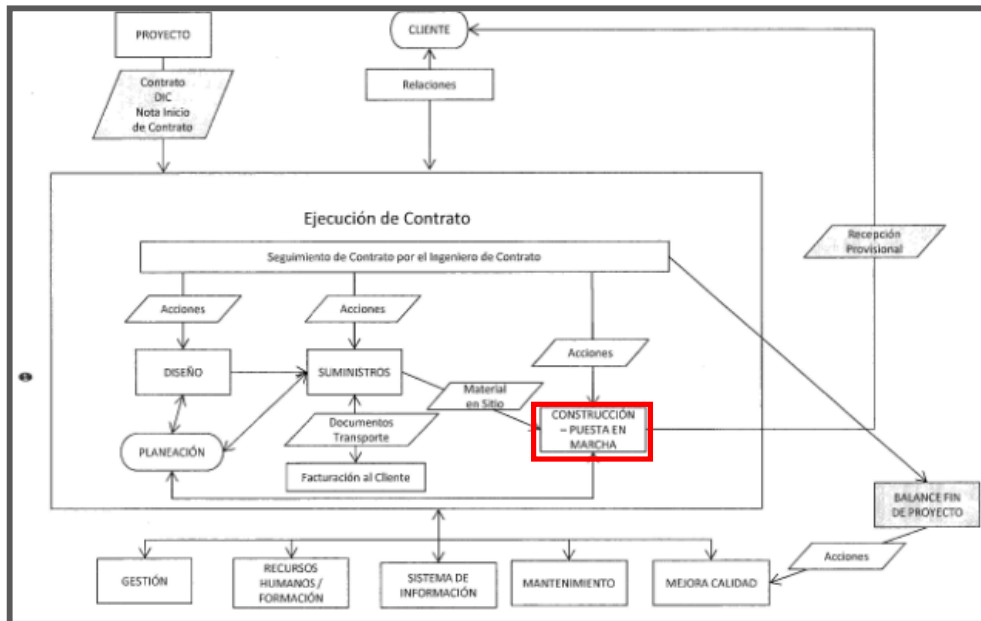 PROYECTO
CLIENTE
Contrato
DIC
Nota Inicio
de Contrato
Relaciones
Ejecución de Contrato
Recepción
Provisional
Seguimiento de Contrato por el Ingeniero de Contrato
Acciones
Acciones
Acciones
DISEÑO
SUMINISTROS
Material
en Sitio
CONSTRUCCIÓN
– PUESTA EN
MARCHA
Documentos
Transporte
PLANEACIÓN
Facturación al Cliente
BALANCE FIN
DE PROYECTO
Acciones
GESTIÓN
RECURSOS
HUMANOS /
FORMACIÓN
SISTEMA DE
INFORMACIÓN
MANTENIMIENTO
MEJORA CALIDAD